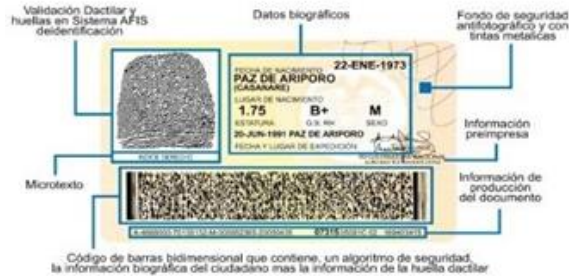 Validación Dactilar y
huellas en Sistema AFIS
deidentificación
Datos biográficos
Fondo de seguridad
antifotográfico y con
tintas metalicas
FECHA DE NACIMIENTO 22-ENE-1973
PAZ DE ARIPORO
(CASANARE)
LUGAR DE NACIMIENTO
1.75 B+ M
ESTATURA G.S. RH SEXO
20-JUN-1991 PAZ DE ARIPORO
FECHA Y LUGAR DE EXPEDICIÓN
INDICE DERECHO
Información
preimpresa
Microtexto
Información de
producción
del documento
Código de barras bidimensional que contiene, un algoritmo de seguridad,
la información biográfica del ciudadano mas la información de la huella dactilar